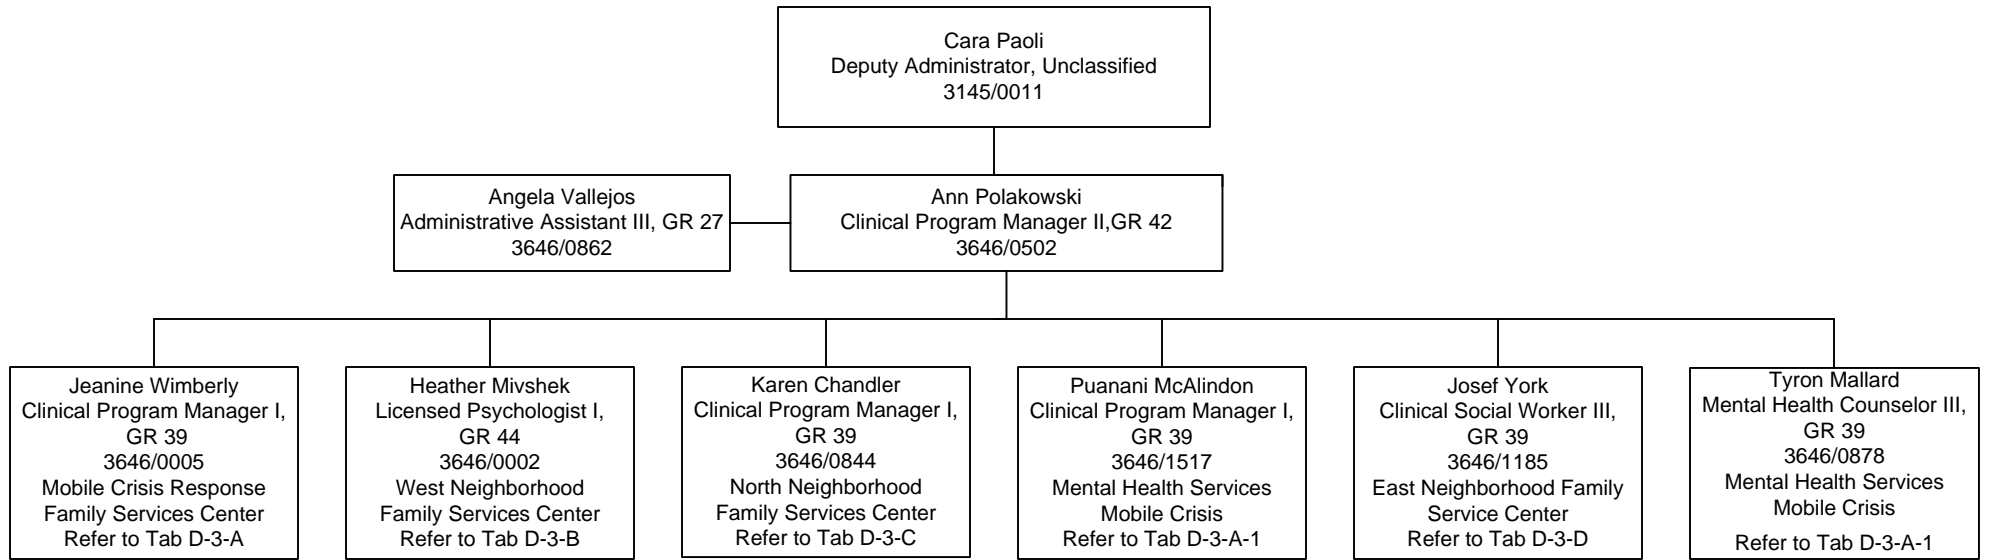 Cara Paoli
Deputy Administrator, Unclassified
3145/0011
Angela Vallejos
Administrative Assistant III, GR 27
3646/0862
Ann Polakowski
Clinical Program Manager II,GR 42
3646/0502
Jeanine Wimberly
Clinical Program Manager I,
GR 39
3646/0005
Mobile Crisis Response
Family Services Center
Refer to Tab D-3-A
Heather Mivshek
Licensed Psychologist I,
GR 44
3646/0002
West Neighborhood
Family Services Center
Refer to Tab D-3-B
Karen Chandler
Clinical Program Manager I,
GR 39
3646/0844
North Neighborhood
Family Services Center
Refer to Tab D-3-C
Puanani McAlindon
Clinical Program Manager I,
GR 39
3646/1517
Mental Health Services
Mobile Crisis
Refer to Tab D-3-A-1
Josef York
Clinical Social Worker III,
GR 39
3646/1185
East Neighborhood Family
Service Center
Refer to Tab D-3-D
Tyron Mallard
Mental Health Counselor III,
GR 39
3646/0878
Mental Health Services
Mobile Crisis
Refer to Tab D-3-A-1